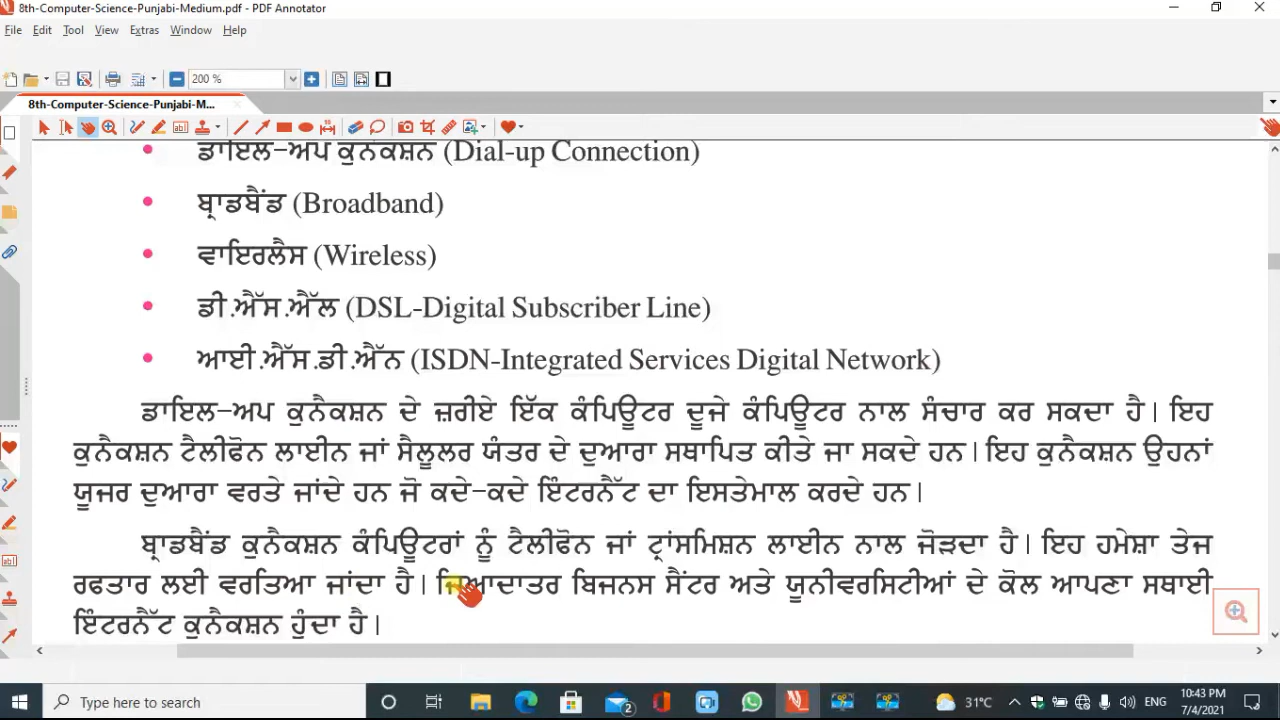 8th-Computer-Science-Punjabi-Medium.pdf - PDF Annotator
File Edit Tool View Extras Window Help
200 %
8th-Computer-Science-Punjabi-M...
ਡਾਇਲ-ਅਪ ਕੁਨੈਕਸ਼ਨ (Dial-up Connection)
ਬ੍ਰਾਡਬੈਂਡ (Broadband)
ਵਾਇਰਲੈਸ (Wireless)
ਡੀ.ਐੱਸ.ਐੱਲ (DSL-Digital Subscriber Line)
ਆਈ.ਐੱਸ.ਡੀ.ਐੱਨ (ISDN-Integrated Services Digital Network)
ਡਾਇਲ-ਅਪ ਕੁਨੈਕਸ਼ਨ ਦੇ ਜ਼ਰੀਏ ਇੱਕ ਕੰਪਿਊਟਰ ਦੂਜੇ ਕੰਪਿਊਟਰ ਨਾਲ ਸੰਚਾਰ ਕਰ ਸਕਦਾ ਹੈ। ਇਹ
ਕੁਨੈਕਸ਼ਨ ਟੈਲੀਫੋਨ ਲਾਈਨ ਜਾਂ ਸੈਲੂਲਰ ਯੰਤਰ ਦੇ ਦੁਆਰਾ ਸਥਾਪਿਤ ਕੀਤੇ ਜਾ ਸਕਦੇ ਹਨ। ਇਹ ਕੁਨੈਕਸ਼ਨ ਉਹਨਾਂ
ਯੂਜਰ ਦੁਆਰਾ ਵਰਤੇ ਜਾਂਦੇ ਹਨ ਜੋ ਕਦੇ-ਕਦੇ ਇੰਟਰਨੈੱਟ ਦਾ ਇਸਤੇਮਾਲ ਕਰਦੇ ਹਨ।
ਬ੍ਰਾਡਬੈਂਡ ਕੁਨੈਕਸ਼ਨ ਕੰਪਿਊਟਰਾਂ ਨੂੰ ਟੈਲੀਫੋਨ ਜਾਂ ਟ੍ਰਾਂਸਮਿਸ਼ਨ ਲਾਈਨ ਨਾਲ ਜੋੜਦਾ ਹੈ। ਇਹ ਹਮੇਸ਼ਾ ਤੇਜ
ਰਫਤਾਰ ਲਈ ਵਰਤਿਆ ਜਾਂਦਾ ਹੈ। ਜਿਆਦਾਤਰ ਬਿਜਨਸ ਸੈਂਟਰ ਅਤੇ ਯੂਨੀਵਰਸਿਟੀਆਂ ਦੇ ਕੋਲ ਆਪਣਾ ਸਥਾਈ
ਇੰਟਰਨੈੱਟ ਕੁਨੈਕਸ਼ਨ ਹੁੰਦਾ ਹੈ।
Type here to search
2
31°C
ENG
10:43 PM
7/4/2021